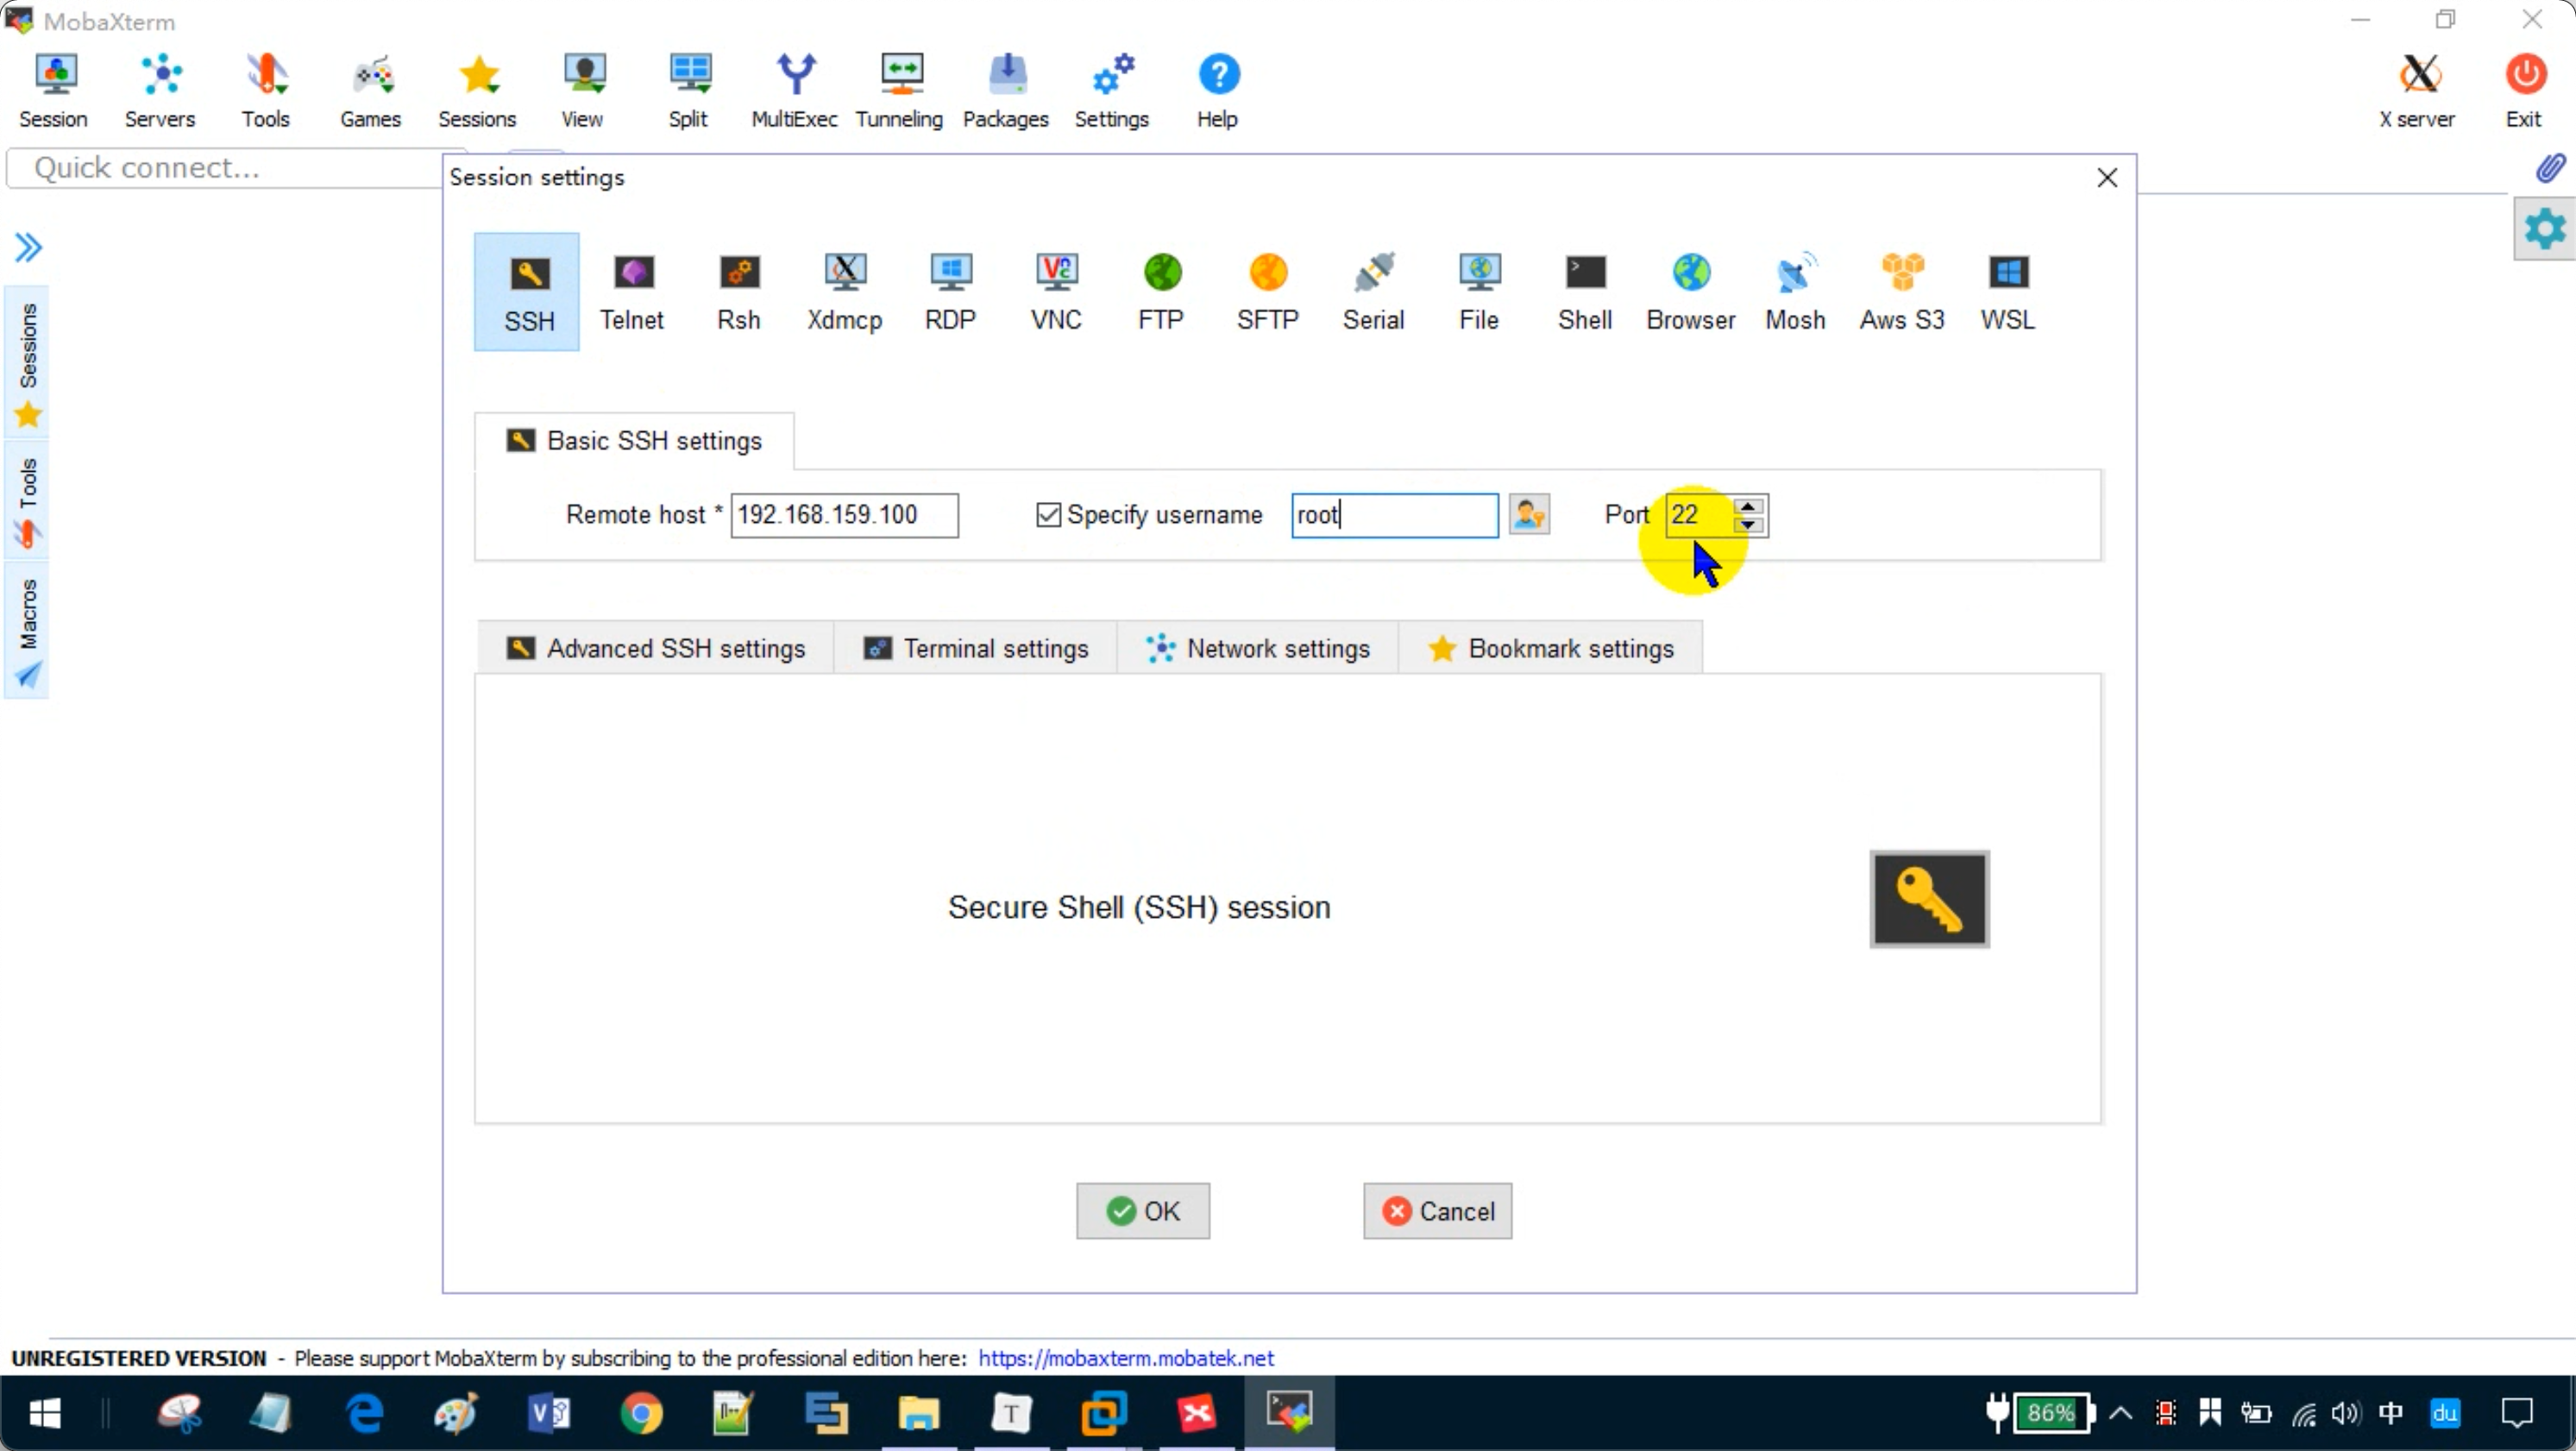 MobaXterm
Session Servers Tools Games Sessions View Split MultiExec Tunneling Packages Settings Help X server Exit
Quick connect...
Session settings
SSH Telnet Rsh Xdmcp RDP VNC FTP SFTP Serial File Shell Browser Mosh Aws S3 WSL
Sessions
Tools
Macros
Basic SSH settings
Remote host * 192.168.159.100 Specify username root Port 22
Advanced SSH settings Terminal settings Network settings Bookmark settings
Secure Shell (SSH) session
OK Cancel
UNREGISTERED VERSION - Please support MobaXterm by subscribing to the professional edition here: https://mobaxterm.mobatek.net
86% 中 du